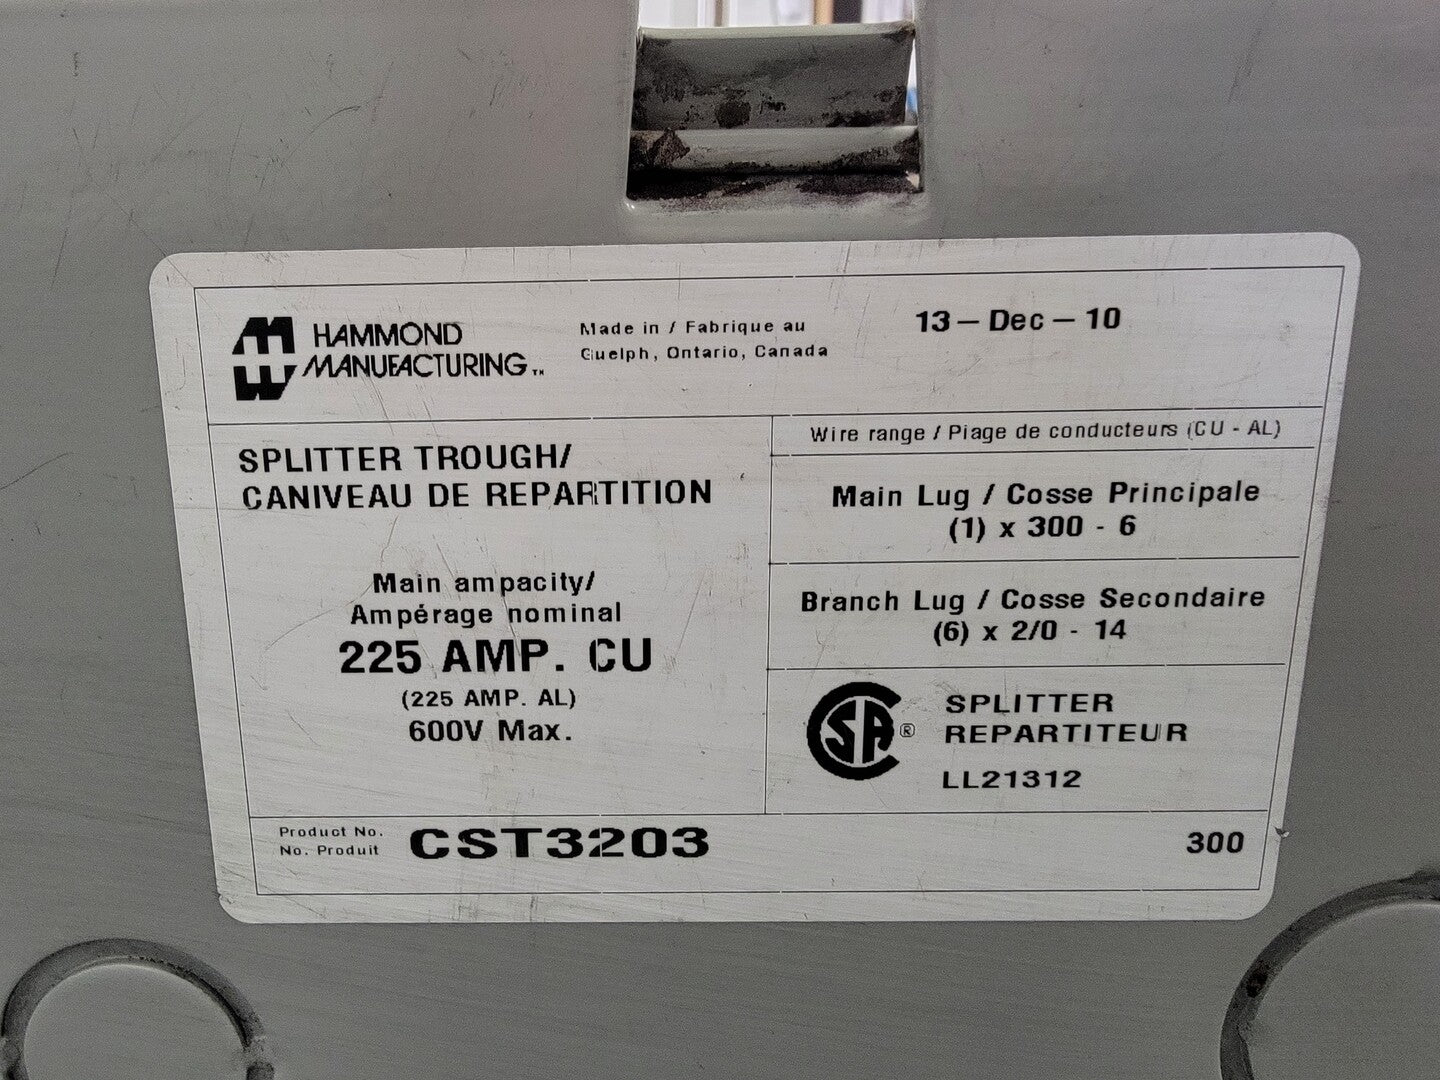 HAMMOND
MANUFACTURING™
Made in / Fabrique au
Guelph, Ontario, Canada
13 - Dec - 10
SPLITTER TROUGH/
CANIVEAU DE REPARTITION
Main ampacity/
Ampérage nominal
225 AMP. CU
(225 AMP. AL)
600V Max.
Wire range / Plage de conducteurs (CU - AL)
Main Lug / Cosse Principale
(1) x 300 - 6
Branch Lug / Cosse Secondaire
(6) x 2/0 - 14
CSA®
SPLITTER
REPARTITEUR
LL21312
Product No.
No. Produit
CST3203
300